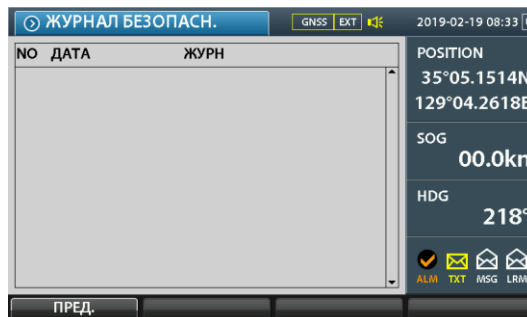 ЖУРНАЛ БЕЗОПАСН.
GNSS EXT
2019-02-19 08:33
NO ДАТА ЖУРН
POSITION
35°05.1514N
129°04.2618E
SOG
00.0kn
HDG
218°
ALM TXT MSG LRM
ПРЕД.